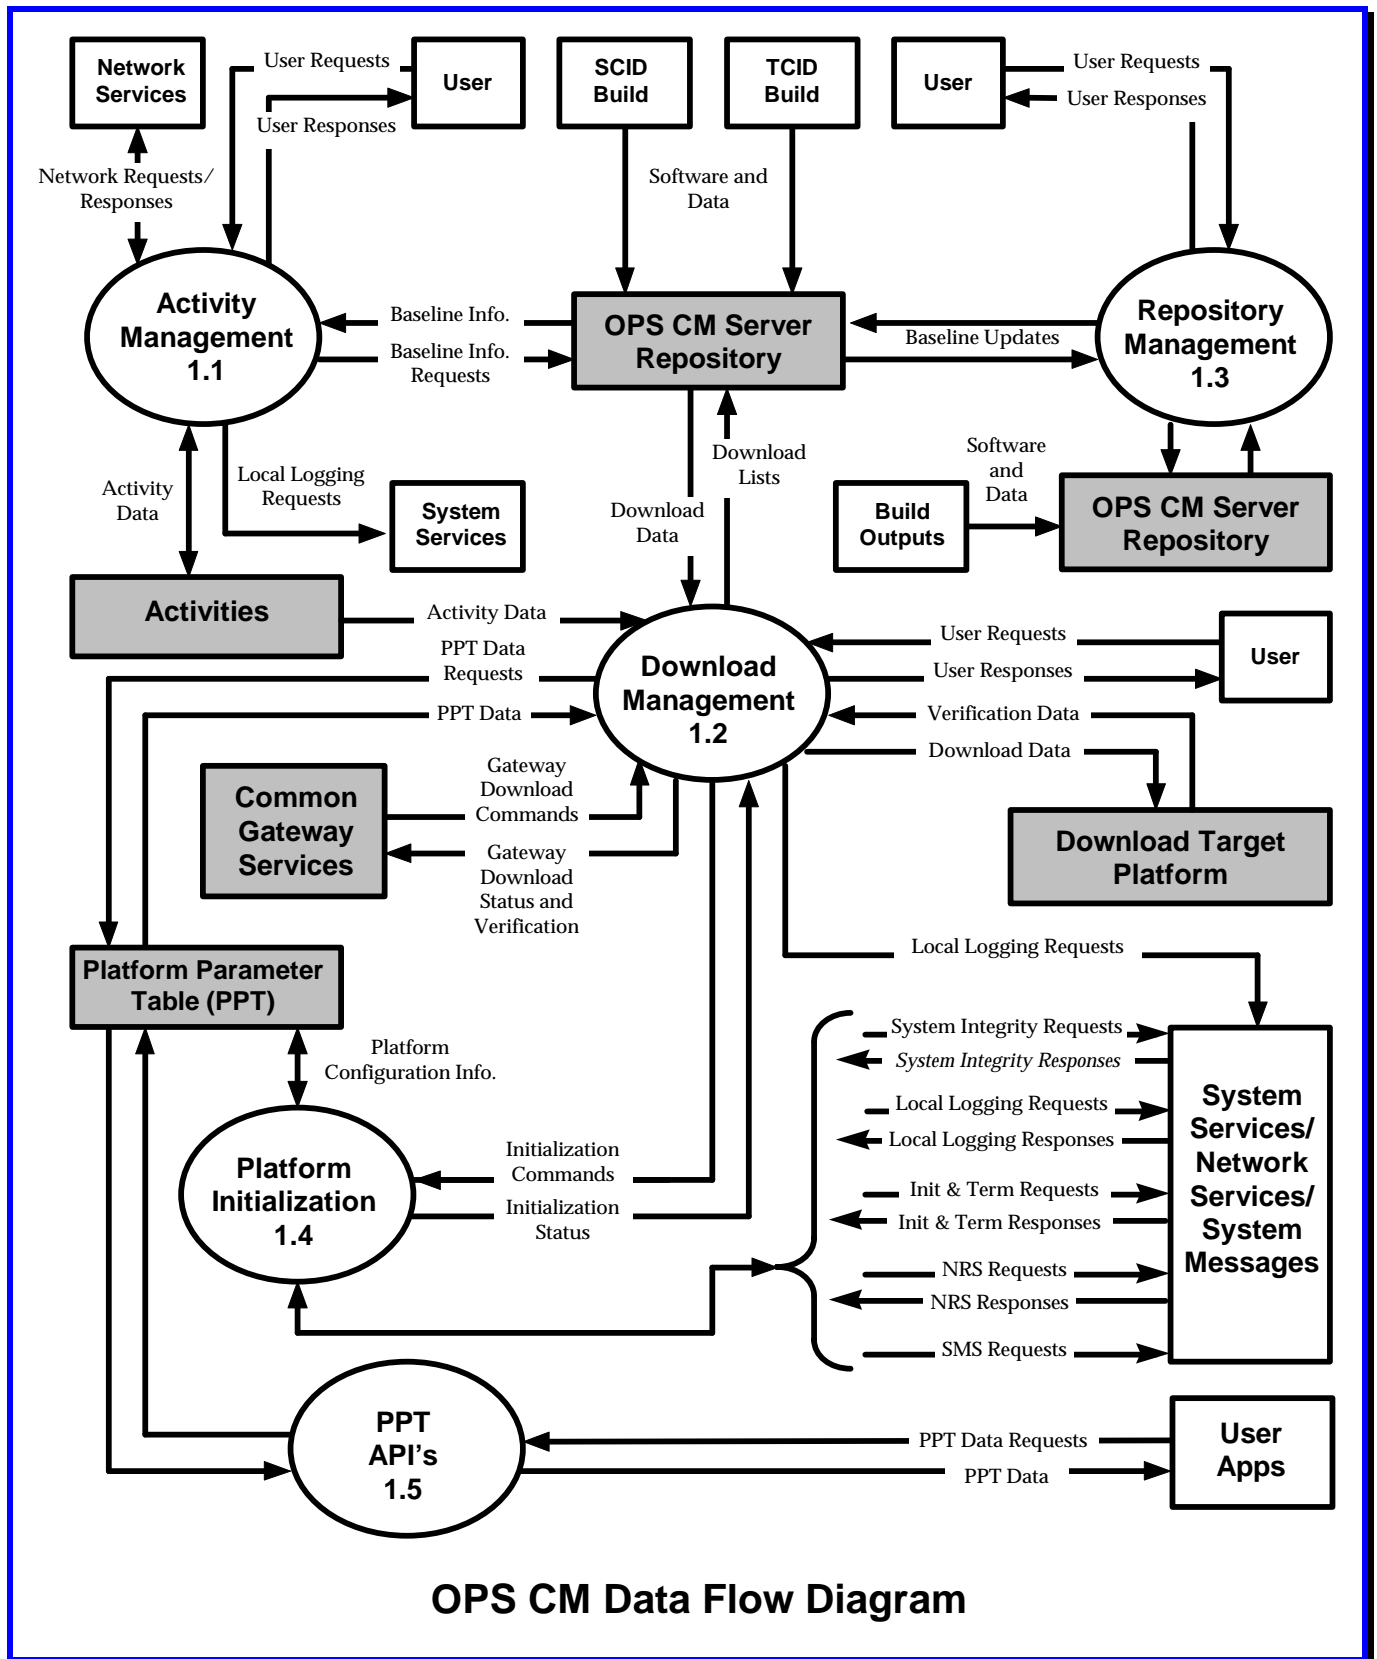 Network
Services
User Requests
User
User Responses
SCID
Build
TCID
Build
User
User Requests
User Responses
Network Requests/
Responses
Software and
Data
Activity
Management
1.1
Baseline Info.
Baseline Info.
Requests
OPS CM Server
Repository
Baseline Updates
Repository
Management
1.3
Activity
Data
Local Logging
Requests
System
Services
Download
Data
Download
Lists
Software
and
Data
Build
Outputs
OPS CM Server
Repository
Activities
Activity Data
PPT Data
Requests
PPT Data
Download
Management
1.2
User Requests
User Responses
User
Verification Data
Download Data
Common
Gateway
Services
Gateway
Download
Commands
Gateway
Download
Status and
Verification
Download Target
Platform
Local Logging Requests
Platform Parameter
Table (PPT)
Platform
Configuration Info.
System Integrity Requests
System Integrity Responses
Local Logging Requests
Local Logging Responses
Init & Term Requests
Init & Term Responses
NRS Requests
NRS Responses
SMS Requests
System
Services/
Network
Services/
System
Messages
Platform
Initialization
1.4
Initialization
Commands
Initialization
Status
PPT
API's
1.5
PPT Data Requests
PPT Data
User
Apps
OPS CM Data Flow Diagram